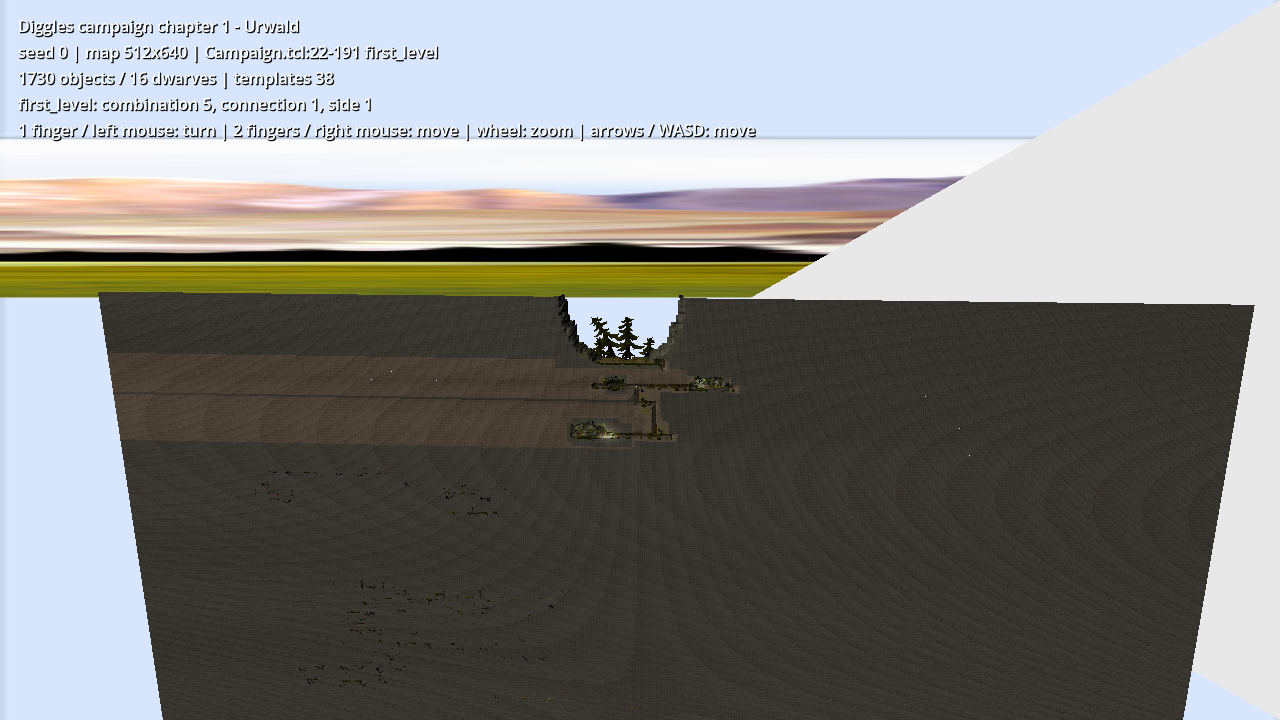 Diggles campaign chapter 1 - Urwald
seed 0 | map 512x640 | Campaign.tcl:22-191 first_level
1730 objects / 16 dwarves | templates 38
first_level: combination 5, connection 1, side 1
1 finger / left mouse: turn | 2 fingers / right mouse: move | wheel: zoom | arrows / WASD: move